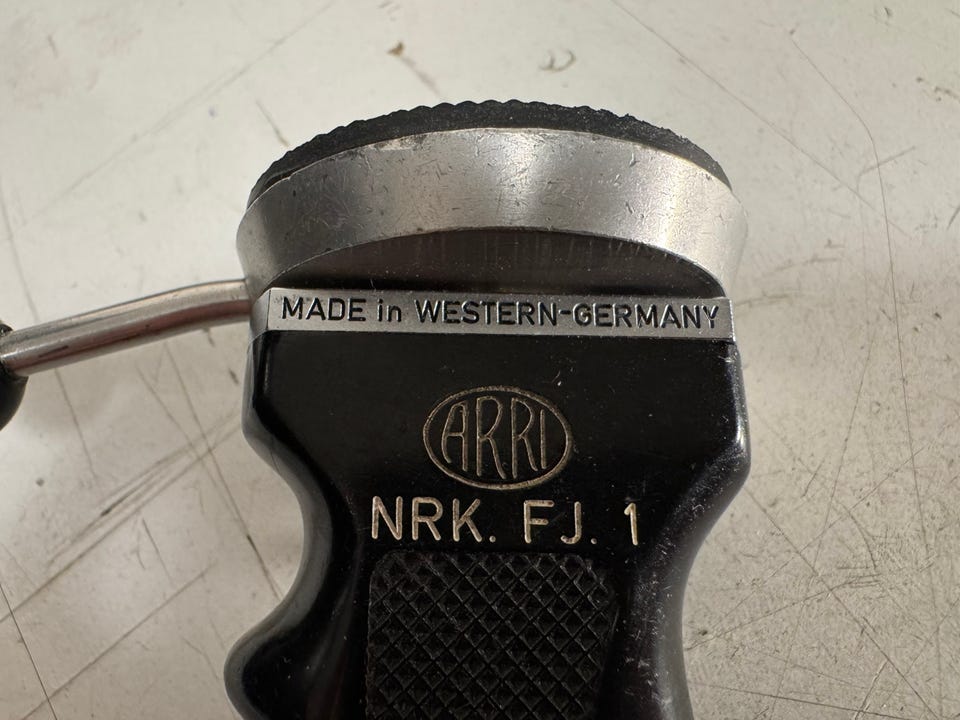 MADE in WESTERN-GERMANY
ARRI
NRK. FJ. 1